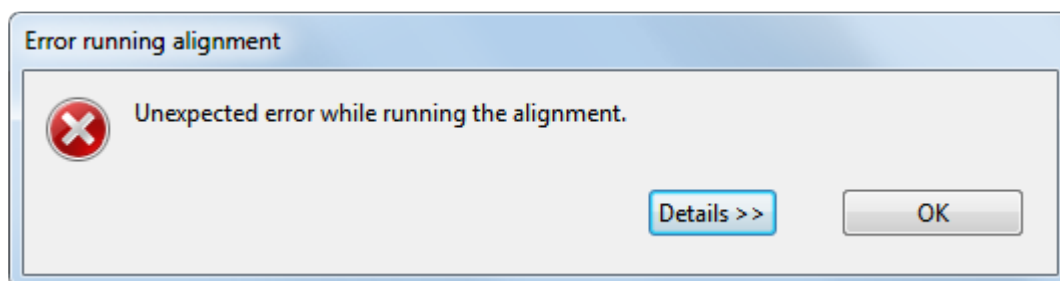 Error running alignment
Unexpected error while running the alignment.
Details >>
OK